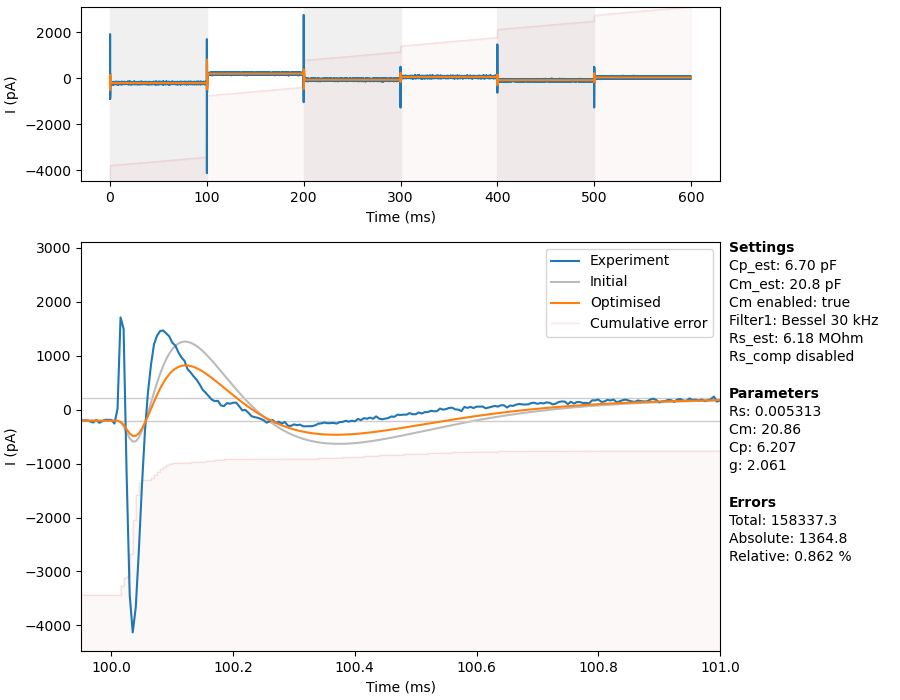 2000
0
−2000
−4000
I (pA)
0 100 200 300 400 500 600
Time (ms)
3000
2000
1000
0
−1000
−2000
−3000
−4000
I (pA)
100.0 100.2 100.4 100.6 100.8 101.0
Time (ms)
Experiment
Initial
Optimised
Cumulative error
Settings
Cp_est: 6.70 pF
Cm_est: 20.8 pF
Cm enabled: true
Filter1: Bessel 30 kHz
Rs_est: 6.18 MOhm
Rs_comp disabled
Parameters
Rs: 0.005313
Cm: 20.86
Cp: 6.207
g: 2.061
Errors
Total: 158337.3
Absolute: 1364.8
Relative: 0.862 %